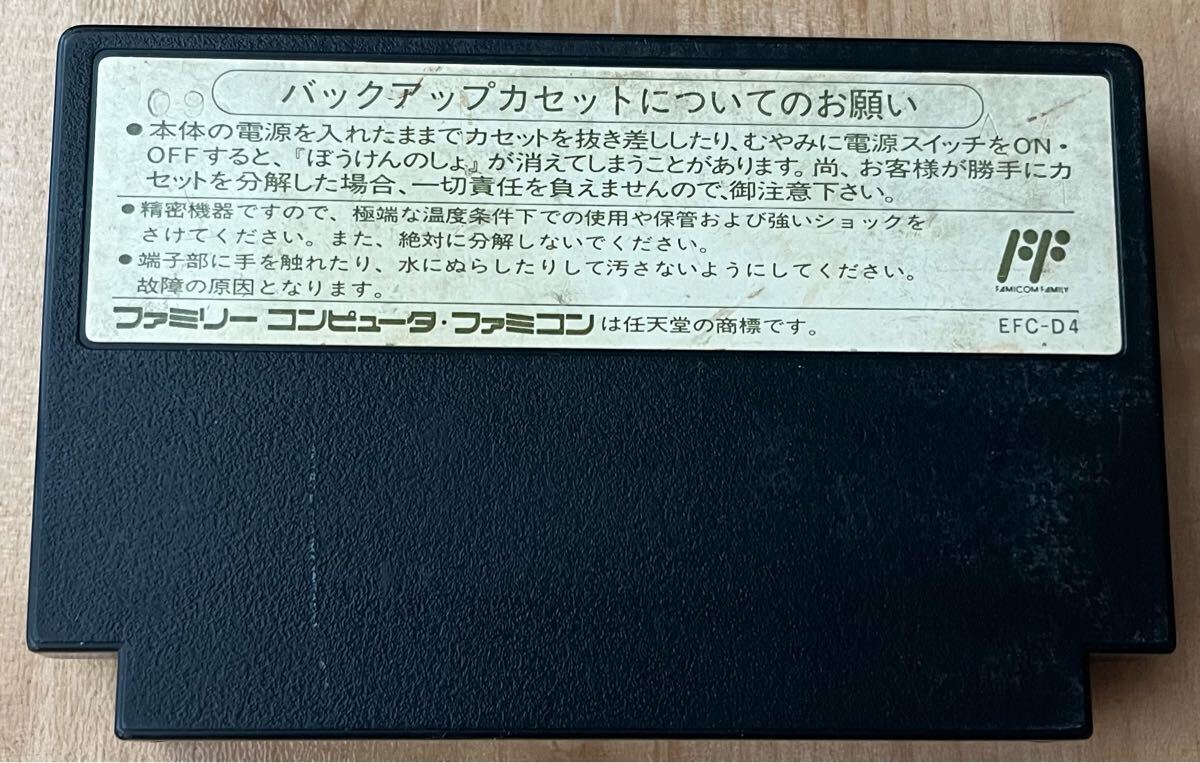 バックアップカセットについてのお願い
●本体の電源を入れたままでカセットを抜き差ししたり、むやみに電源スイッチをON・
OFFすると、『ぼうけんのしょ』が消えてしまうことがあります。尚、お客様が勝手にカ
セットを分解した場合、一切責任を負えませんので、御注意下さい。
●精密機器ですので、極端な温度条件下での使用や保管および強いショックを
さけてください。また、絶対に分解しないでください。
●端子部に手を触れたり、水にぬらしたりして汚さないようにしてください。
故障の原因となります。
FAMICOM FAMILY
ファミリーコンピュータ・ファミコンは任天堂の商標です。
EFC-D4